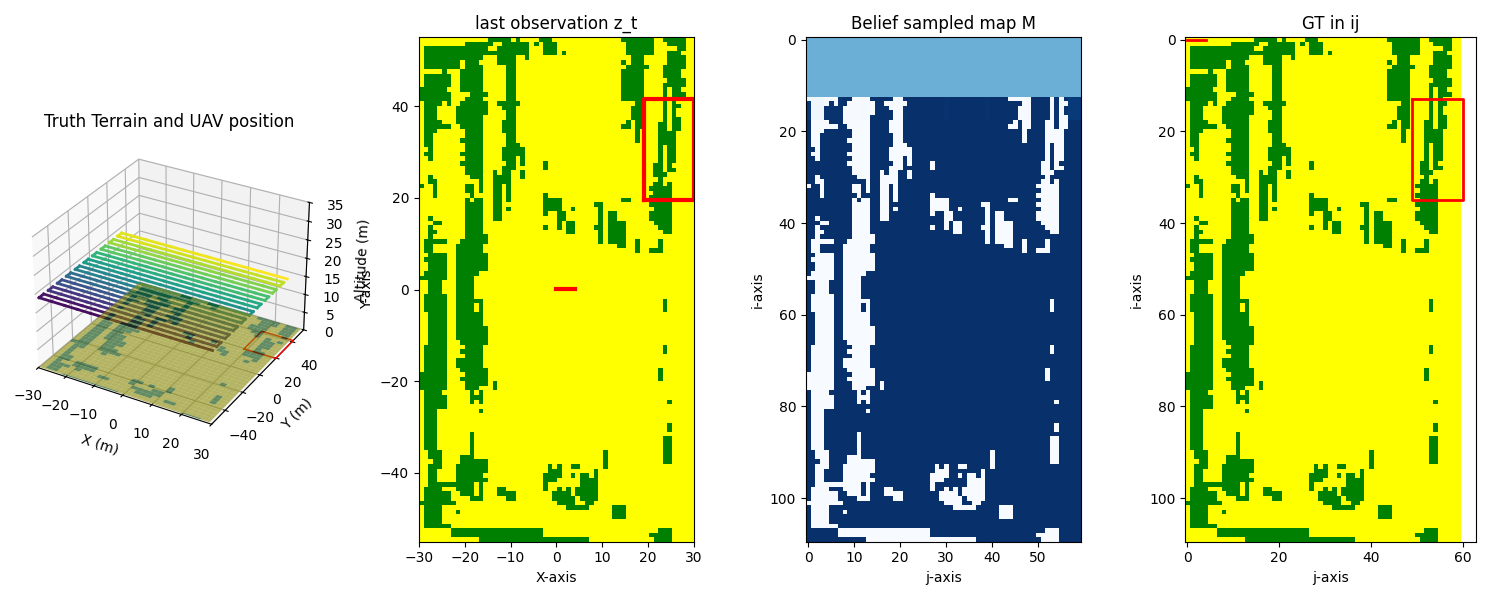 last observation z_t
Belief sampled map M
GT in ij
Truth Terrain and UAV position
35
30
25
20
15
10
5
0
Altitude (m)
−30
−20
−10
0
10
20
30
X (m)
−40
−20
0
20
40
Y (m)
40
20
0
−20
−40
Y-axis
−30 −20 −10 0 10 20 30
X-axis
0
20
40
60
80
100
i-axis
0 10 20 30 40 50
j-axis
0
20
40
60
80
100
i-axis
0 20 40 60
j-axis